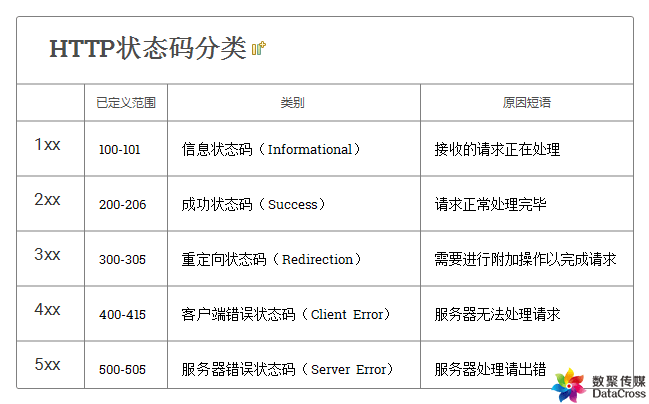 HTTP状态码分类
已定义范围 类别 原因短语
1xx 100-101 信息状态码（Informational） 接收的请求正在处理
2xx 200-206 成功状态码（Success） 请求正常处理完毕
3xx 300-305 重定向状态码（Redirection） 需要进行附加操作以完成请求
4xx 400-415 客户端错误状态码（Client Error） 服务器无法处理请求
5xx 500-505 服务器错误状态码（Server Error） 服务器处理请出错
数聚传媒
DataCross